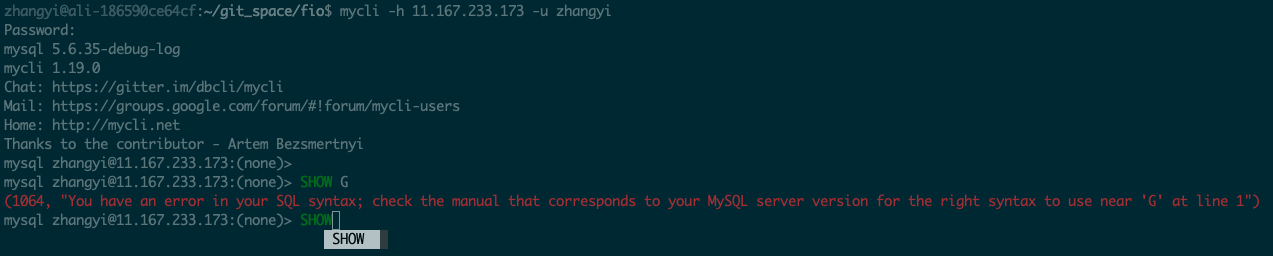 zhangyi@ali-186590ce64cf:~/git_space/fio$ mycli -h 11.167.233.173 -u zhangyi
Password:
mysql 5.6.35-debug-log
mycli 1.19.0
Chat: https://gitter.im/dbcli/mycli
Mail: https://groups.google.com/forum/#!forum/mycli-users
Home: http://mycli.net
Thanks to the contributor - Artem Bezsmertnyi
mysql zhangyi@11.167.233.173:(none)>
mysql zhangyi@11.167.233.173:(none)> SHOW G
(1064, "You have an error in your SQL syntax; check the manual that corresponds to your MySQL server version for the right syntax to use near 'G' at line 1")
mysql zhangyi@11.167.233.173:(none)> SHOW
SHOW